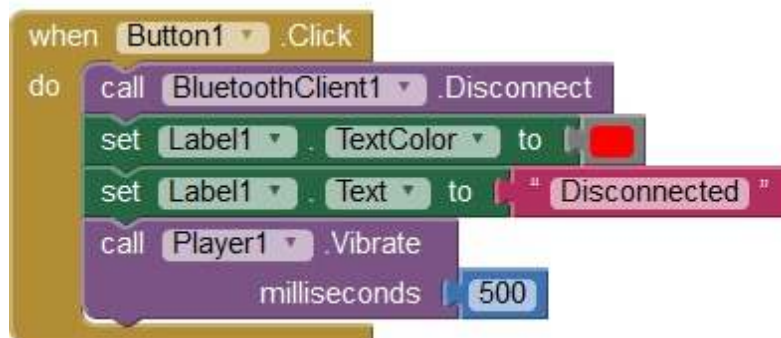 when Button1 .Click
do call BluetoothClient1 .Disconnect
set Label1 . TextColor to
set Label1 . Text to " Disconnected "
call Player1 .Vibrate
milliseconds 500